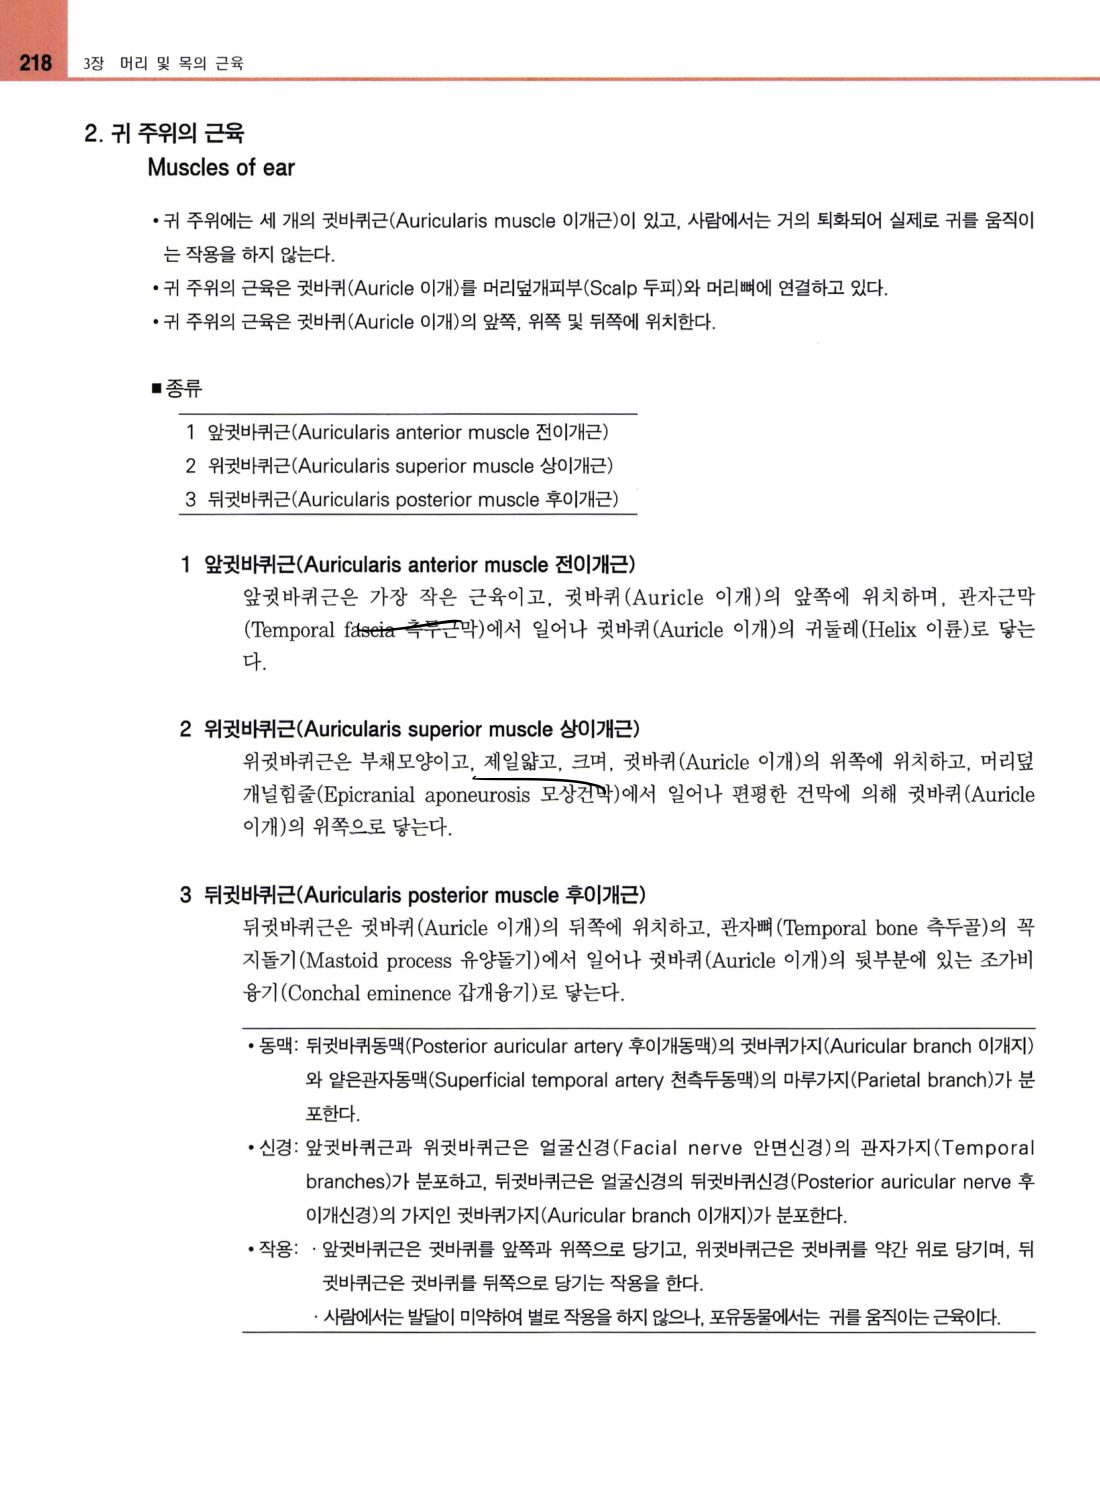 218 3장 머리 및 목의 근육
2. 귀 주위의 근육
Muscles of ear
• 귀 주위에는 세 개의 귓바퀴근(Auricularis muscle 이개근)이 있고, 사람에서는 거의 퇴화되어 실제로 귀를 움직이
는 작용을 하지 않는다.
• 귀 주위의 근육은 귓바퀴(Auricle 이개)를 머리덮개피부(Scalp 두피)와 머리뼈에 연결하고 있다.
• 귀 주위의 근육은 귓바퀴(Auricle 이개)의 앞쪽, 위쪽 및 뒤쪽에 위치한다.
■ 종류
1 앞귓바퀴근(Auricularis anterior muscle 전이개근)
2 위귓바퀴근(Auricularis superior muscle 상이개근)
3 뒤귓바퀴근(Auricularis posterior muscle 후이개근)
1 앞귓바퀴근(Auricularis anterior muscle 전이개근)
앞귓바퀴근은 가장 작은 근육이고, 귓바퀴(Auricle 이개)의 앞쪽에 위치하며, 관자근막
(Temporal fascia 측두근막)에서 일어나 귓바퀴(Auricle 이개)의 귀둘레(Helix 이륜)로 닿는
다.
2 위귓바퀴근(Auricularis superior muscle 상이개근)
위귓바퀴근은 부채모양이고, 제일얇고, 크며, 귓바퀴(Auricle 이개)의 위쪽에 위치하고, 머리덮
개널힘줄(Epicranial aponeurosis 모상건막)에서 일어나 편평한 건막에 의해 귓바퀴(Auricle
이개)의 위쪽으로 닿는다.
3 뒤귓바퀴근(Auricularis posterior muscle 후이개근)
뒤귓바퀴근은 귓바퀴(Auricle 이개)의 뒤쪽에 위치하고, 관자뼈(Temporal bone 측두골)의 꼭
지돌기(Mastoid process 유양돌기)에서 일어나 귓바퀴(Auricle 이개)의 뒷부분에 있는 조가비
융기(Conchal eminence 갑개융기)로 닿는다.
• 동맥: 뒤귓바퀴동맥(Posterior auricular artery 후이개동맥)의 귓바퀴가지(Auricular branch 이개지)
와 얕은관자동맥(Superficial temporal artery 천측두동맥)의 마루가지(Parietal branch)가 분
포한다.
• 신경: 앞귓바퀴근과 위귓바퀴근은 얼굴신경(Facial nerve 안면신경)의 관자가지(Temporal
branches)가 분포하고, 뒤귓바퀴근은 얼굴신경의 뒤귓바퀴신경(Posterior auricular nerve 후
이개신경)의 가지인 귓바퀴가지(Auricular branch 이개지)가 분포한다.
• 작용: · 앞귓바퀴근은 귓바퀴를 앞쪽과 위쪽으로 당기고, 위귓바퀴근은 귓바퀴를 약간 위로 당기며, 뒤
귓바퀴근은 귓바퀴를 뒤쪽으로 당기는 작용을 한다.
· 사람에서는 발달이 미약하여 별로 작용을 하지 않으나, 포유동물에서는 귀를 움직이는 근육이다.